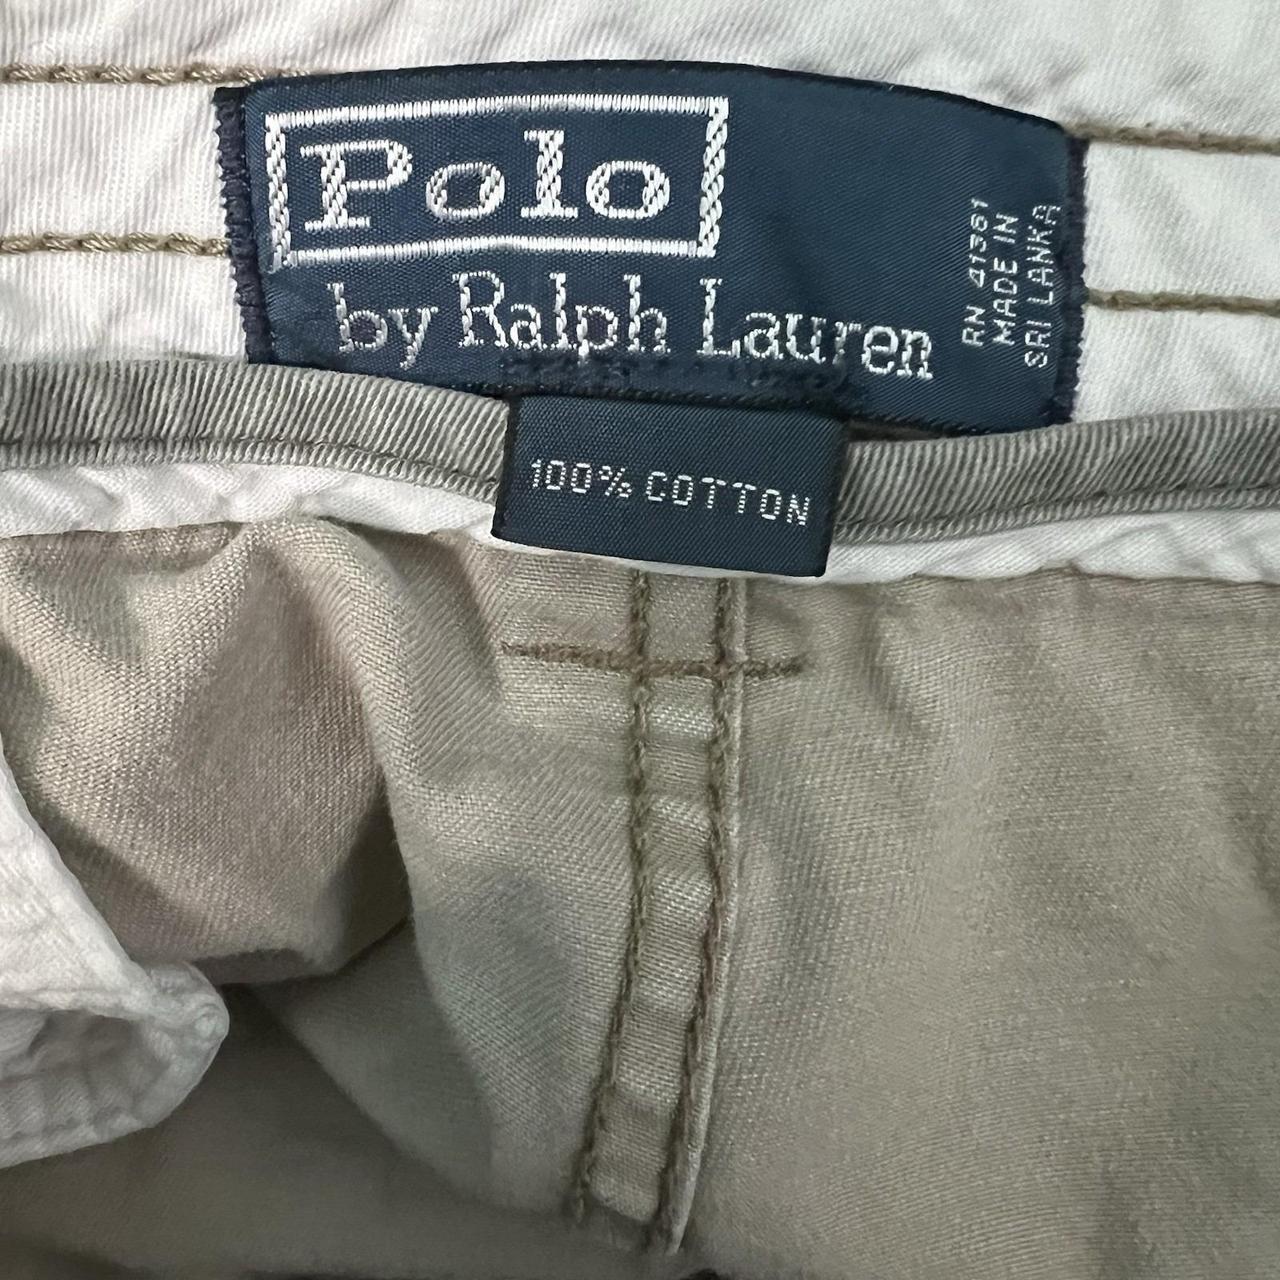 Polo
by Ralph Lauren
RN 41381
MADE IN
SRI LANKA
100% COTTON